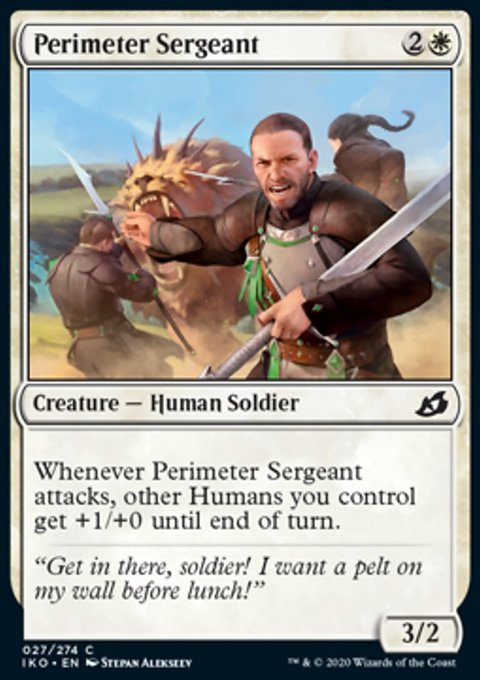 Perimeter Sergeant 2
Creature — Human Soldier
Whenever Perimeter Sergeant
attacks, other Humans you control
get +1/+0 until end of turn.
“Get in there, soldier! I want a pelt on
my wall before lunch!”
3/2
027/274 C
IKO • EN Stepan Alekseev
™ & © 2020 Wizards of the Coast